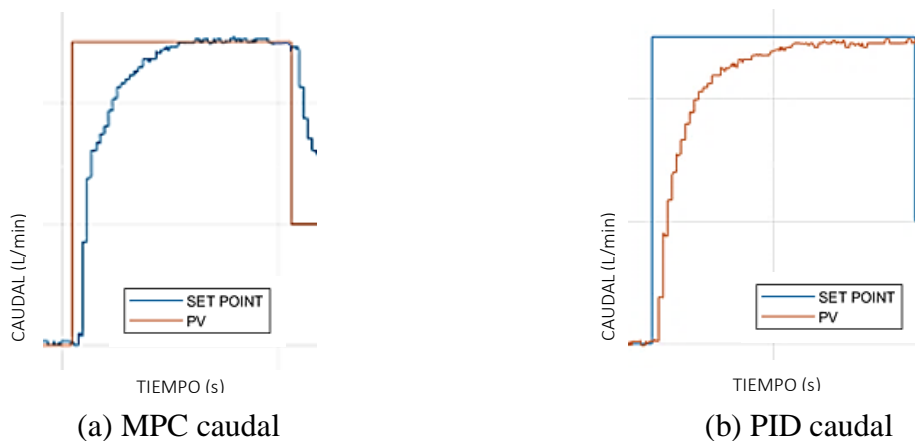 CAUDAL (L/min)
SET POINT
PV
TIEMPO (s)
(a) MPC caudal
CAUDAL (L/min)
SET POINT
PV
TIEMPO (s)
(b) PID caudal